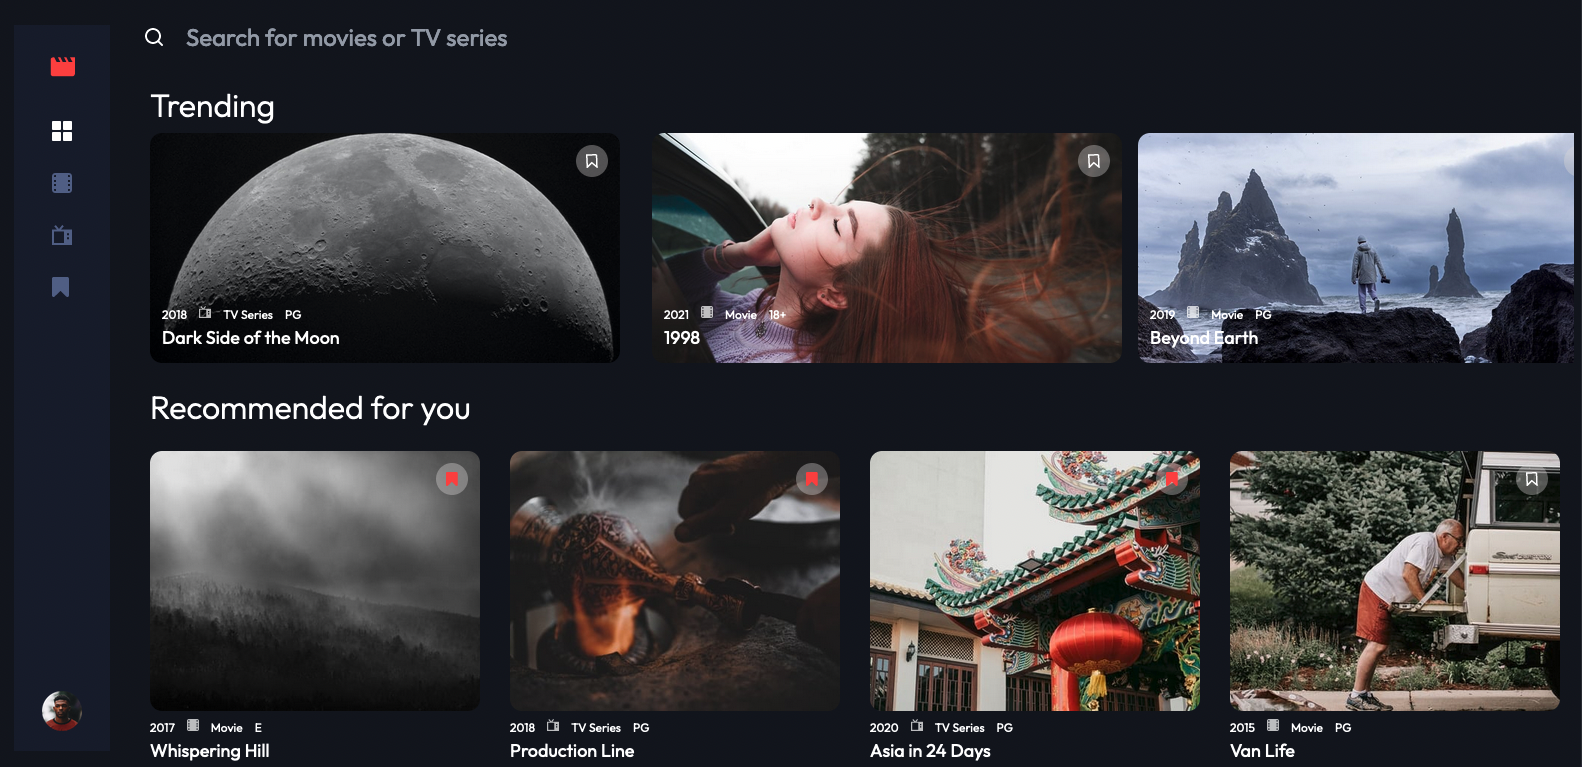 Search for movies or TV series
Trending
2018 TV Series PG
Dark Side of the Moon
2021 Movie 18+
1998
2019 Movie PG
Beyond Earth
Recommended for you
2017 Movie E
Whispering Hill
2018 TV Series PG
Production Line
2020 TV Series PG
Asia in 24 Days
2015 Movie PG
Van Life